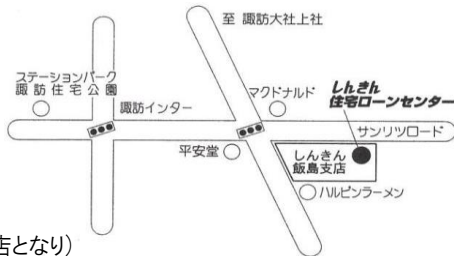 至 諏訪大社上社
ステーションパーク
諏訪住宅公園
マクドナルド
しんきん
住宅ローンセンター
諏訪インター
サンリツロード
平安堂
しんきん
飯島支店
ハルピンラーメン
店となり)